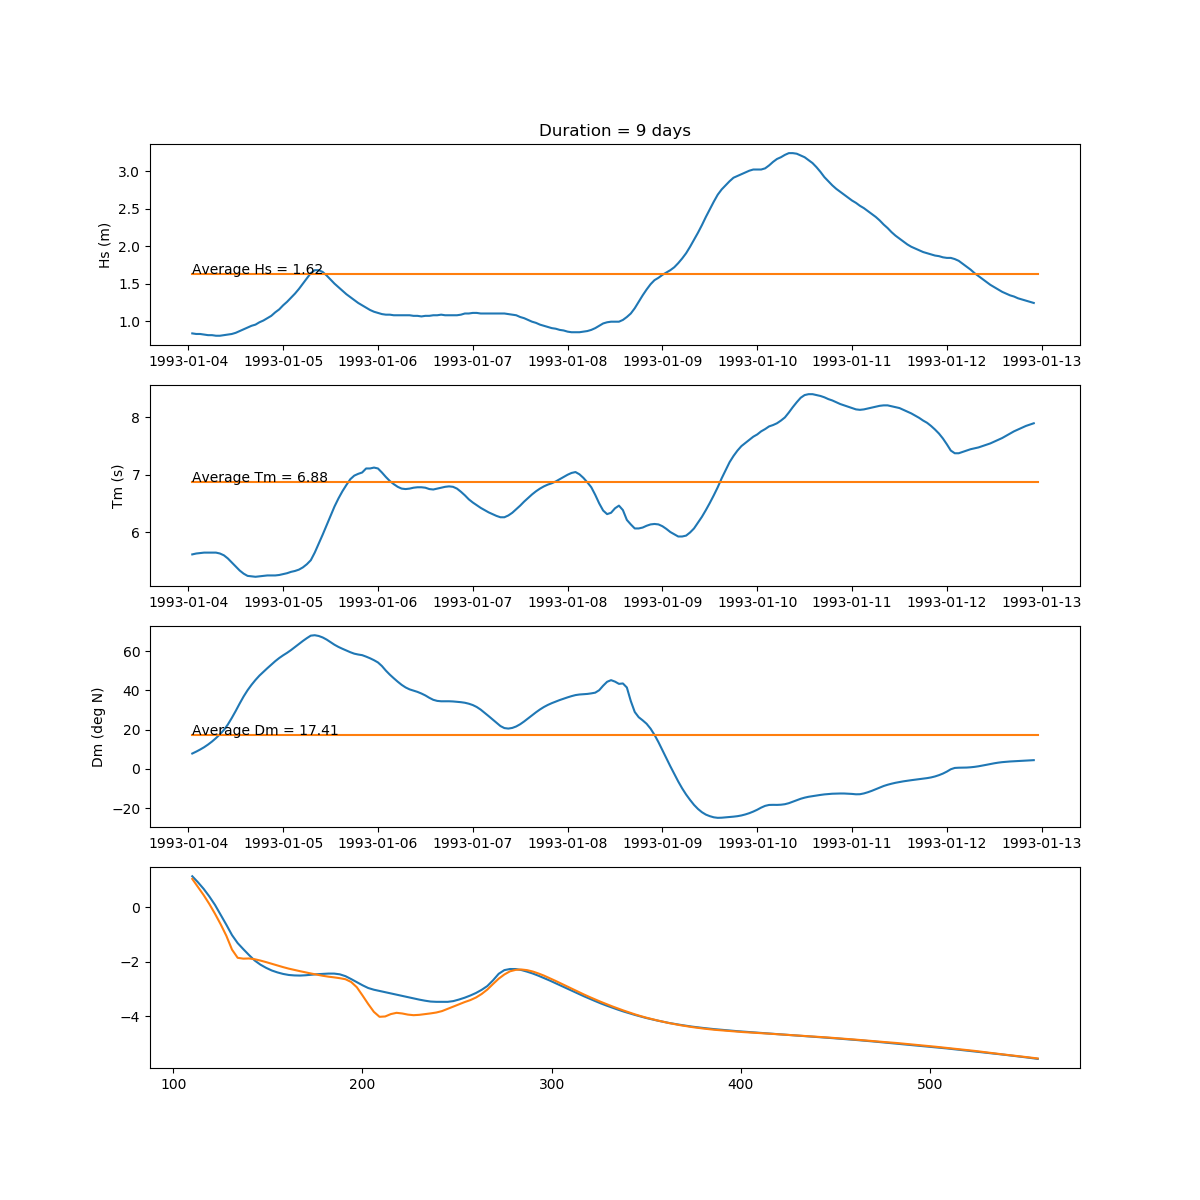 Duration = 9 days
3.0
2.5
2.0
1.5
1.0
Hs (m)
Average Hs = 1.62
1993-01-04 1993-01-05 1993-01-06 1993-01-07 1993-01-08 1993-01-09 1993-01-10 1993-01-11 1993-01-12 1993-01-13
8
7
6
Tm (s)
Average Tm = 6.88
1993-01-04 1993-01-05 1993-01-06 1993-01-07 1993-01-08 1993-01-09 1993-01-10 1993-01-11 1993-01-12 1993-01-13
60
40
20
0
−20
Dm (deg N)
Average Dm = 17.41
1993-01-04 1993-01-05 1993-01-06 1993-01-07 1993-01-08 1993-01-09 1993-01-10 1993-01-11 1993-01-12 1993-01-13
0
−2
−4
100 200 300 400 500